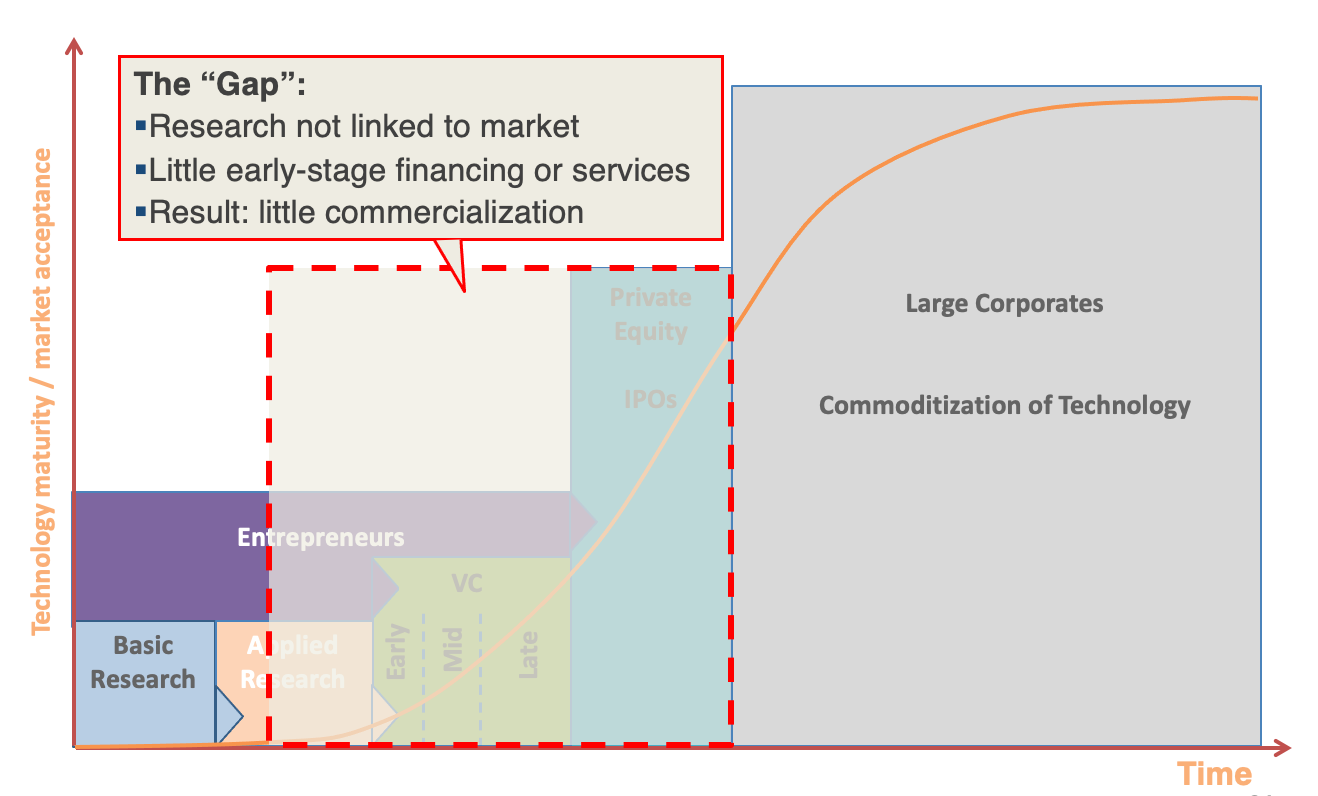 The “Gap”:
▪Research not linked to market
▪Little early-stage financing or services
▪Result: little commercialization
Technology maturity / market acceptance
Private
Equity
IPOs
Large Corporates
Commoditization of Technology
Entrepreneurs
VC
Early
Mid
Late
Basic
Research
Applied
Research
Time